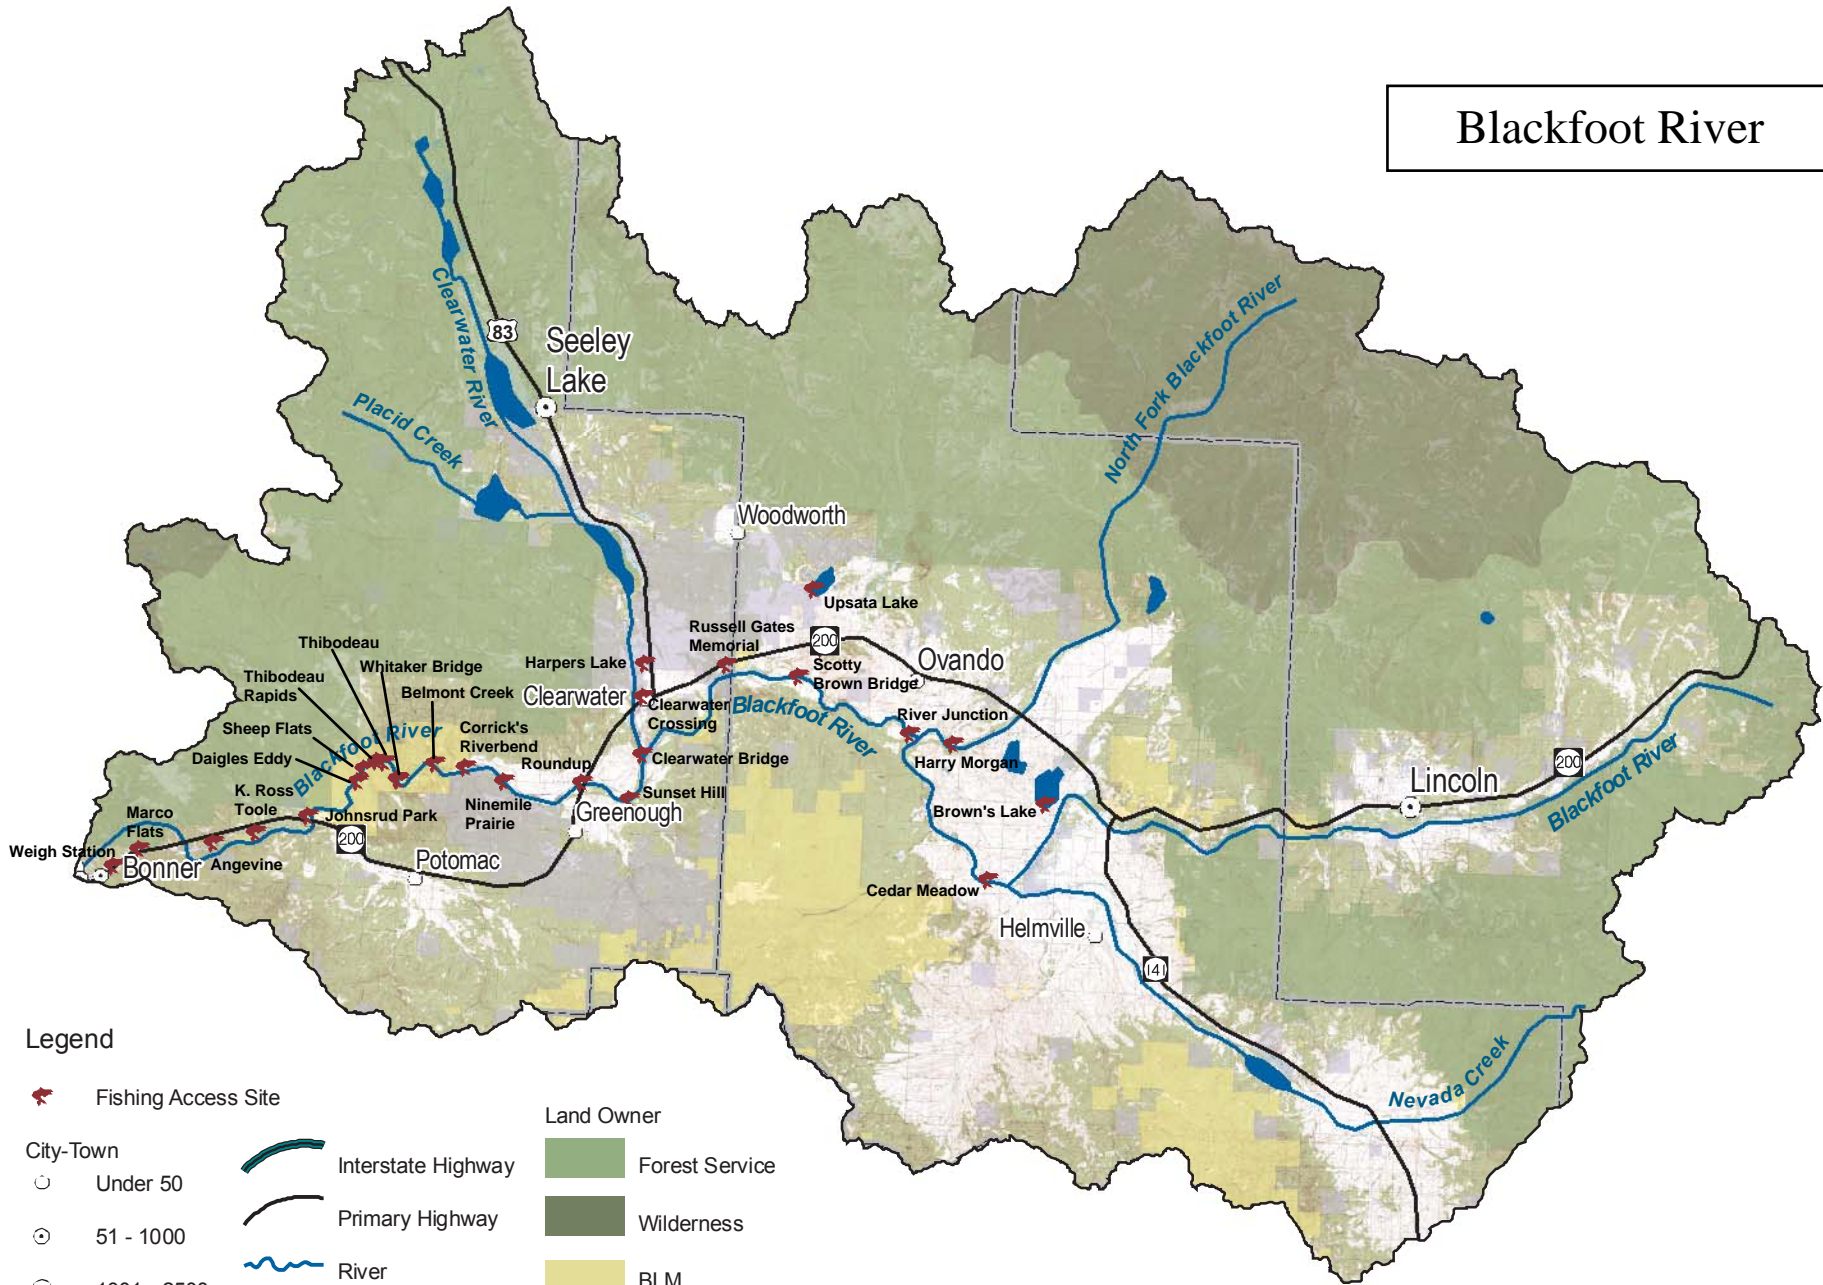 Blackfoot River
83
Clearwater River
Seeley
Lake
Placid Creek
North Fork Blackfoot River
Woodworth
Upsata Lake
Russell Gates
Memorial
200
Harpers Lake
Scotty
Brown Bridge
Ovando
Thibodeau
Whitaker Bridge
Thibodeau
Rapids
Belmont Creek
Clearwater
Clearwater
Crossing
Blackfoot River
River Junction
Sheep Flats
Blackfoot River
Corrick's
Riverbend
Daigles Eddy
Roundup
Clearwater Bridge
Harry Morgan
200
Blackfoot River
Lincoln
K. Ross
Toole
Sunset Hill
Brown's Lake
Marco
Flats
Johnsrud Park
Ninemile
Prairie
Greenough
200
Weigh Station
Bonner
Angevine
Potomac
Cedar Meadow
Helmville
141
Nevada Creek
Legend
Fishing Access Site
City-Town
Under 50
51 - 1000
Interstate Highway
Primary Highway
River
Land Owner
Forest Service
Wilderness
BLM